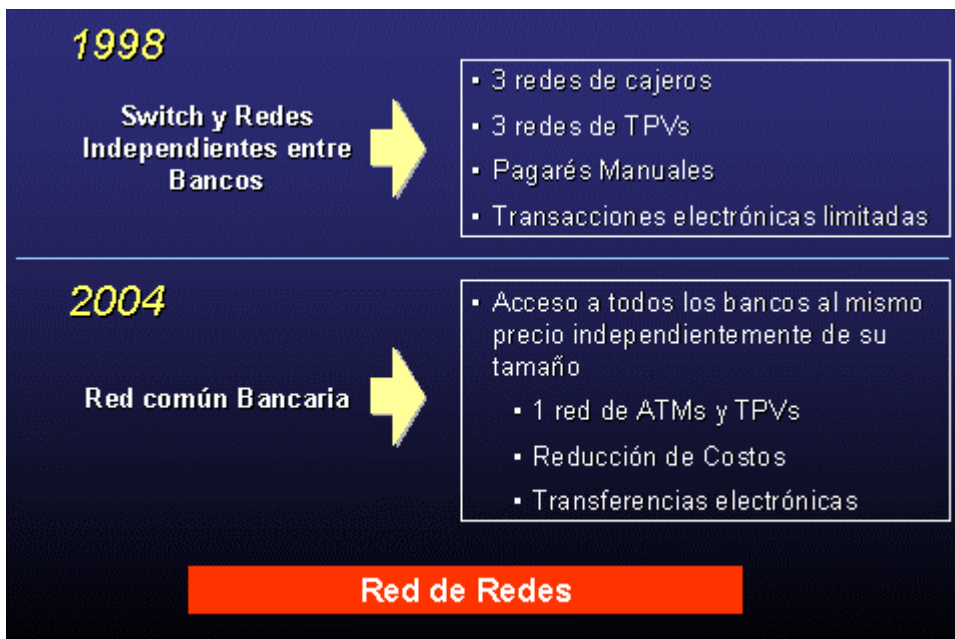 1998
Switch y Redes
Independientes entre
Bancos
▪ 3 redes de cajeros
▪ 3 redes de TPVs
▪ Pagarés Manuales
▪ Transacciones electrónicas limitadas
2004
Red común Bancaria
▪ Acceso a todos los bancos al mismo
precio independientemente de su
tamaño
▪ 1 red de ATMs y TPVs
▪ Reducción de Costos
▪ Transferencias electrónicas
Red de Redes